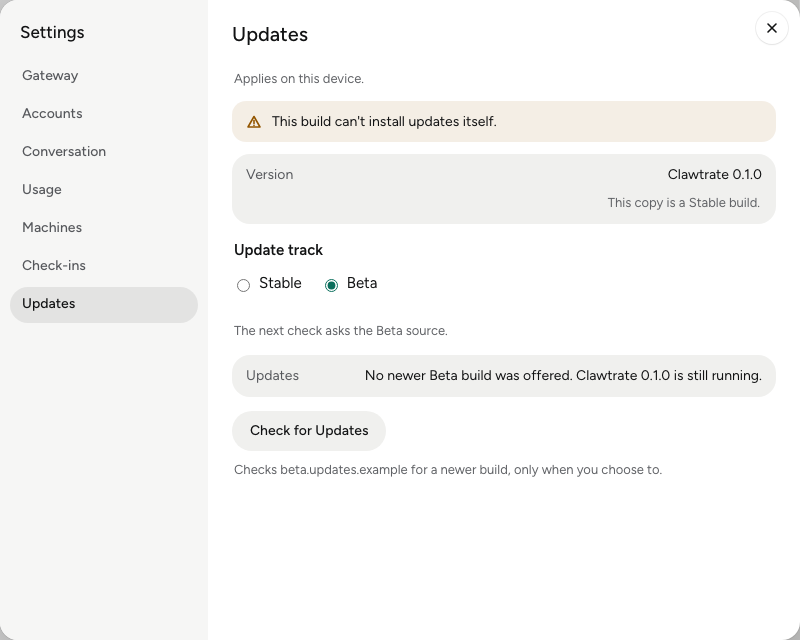 Settings
Gateway
Accounts
Conversation
Usage
Machines
Check-ins
Updates
Updates
Applies on this device.
This build can't install updates itself.
Version
Clawtrate 0.1.0
This copy is a Stable build.
Update track
Stable
Beta
The next check asks the Beta source.
Updates
No newer Beta build was offered. Clawtrate 0.1.0 is still running.
Check for Updates
Checks beta.updates.example for a newer build, only when you choose to.